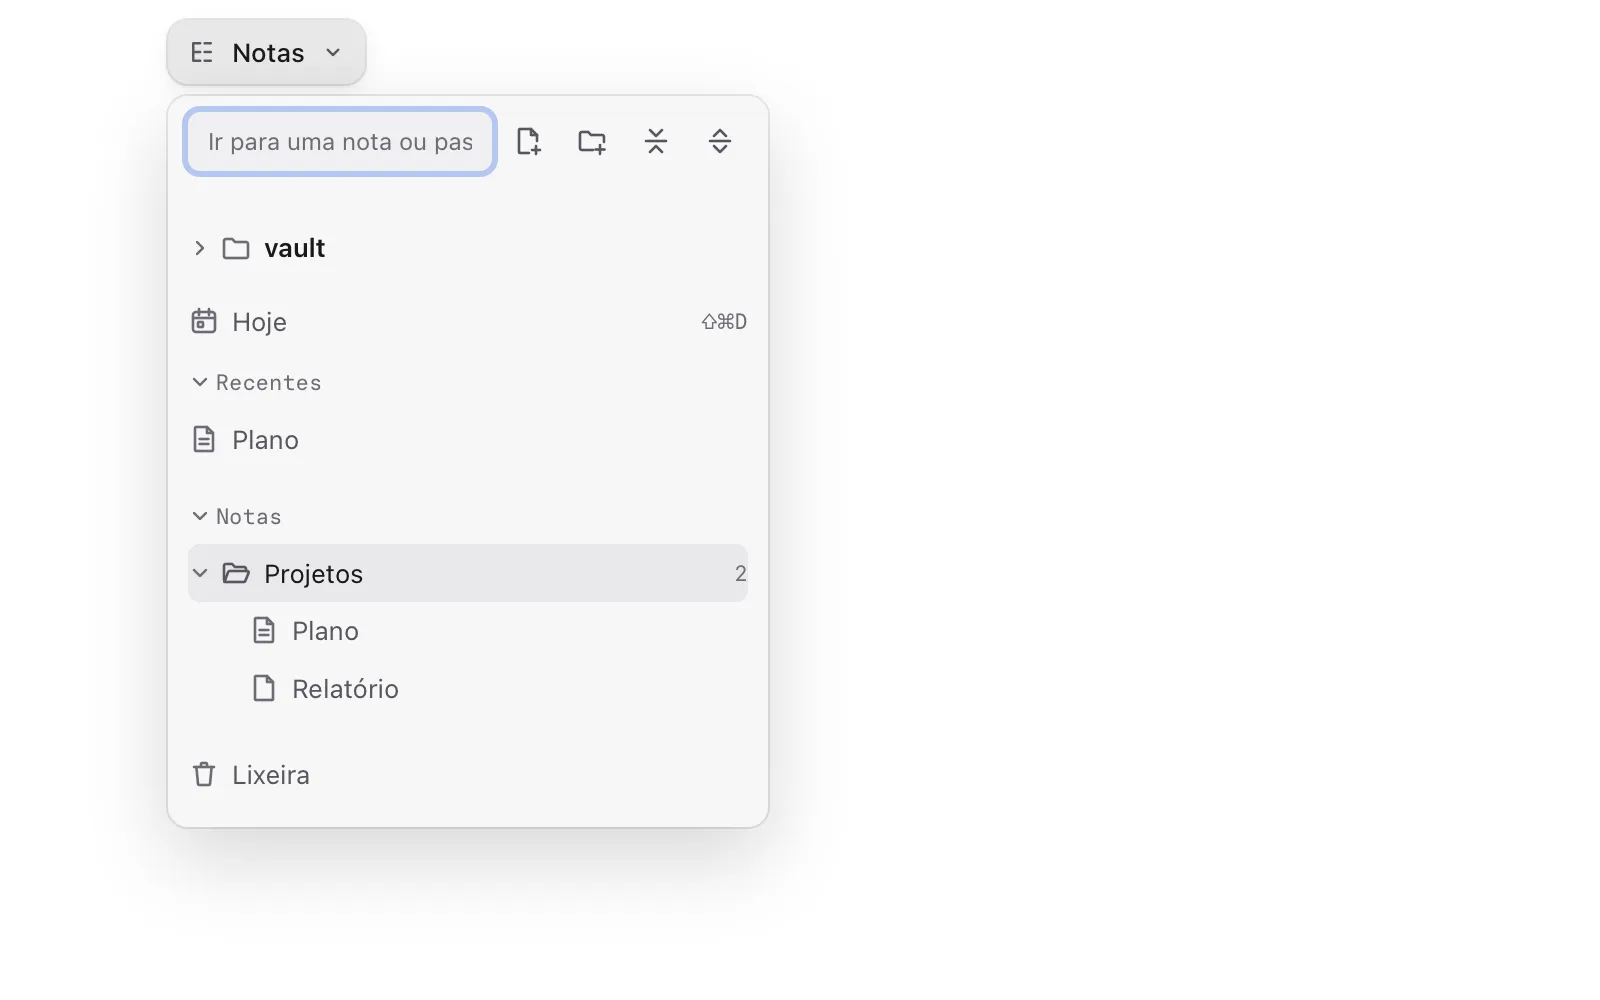 Notas
Ir para uma nota ou pas
vault
Hoje ⇧⌘D
Recentes
Plano
Notas
Projetos 2
Plano
Relatório
Lixeira